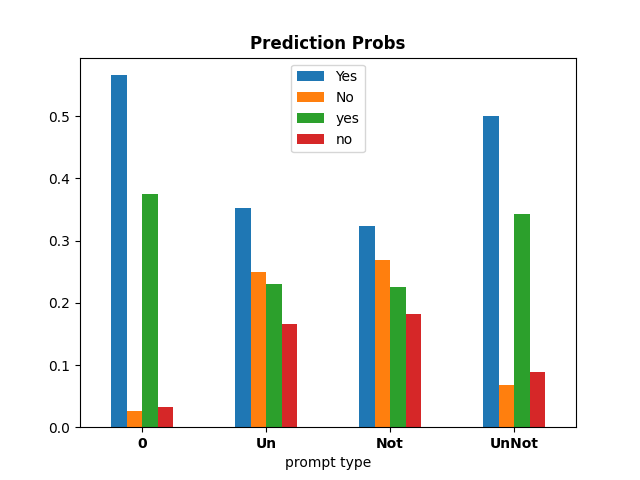 Prediction Probs
Yes
No
yes
no
0.5
0.4
0.3
0.2
0.1
0.0
0 Un Not UnNot
prompt type